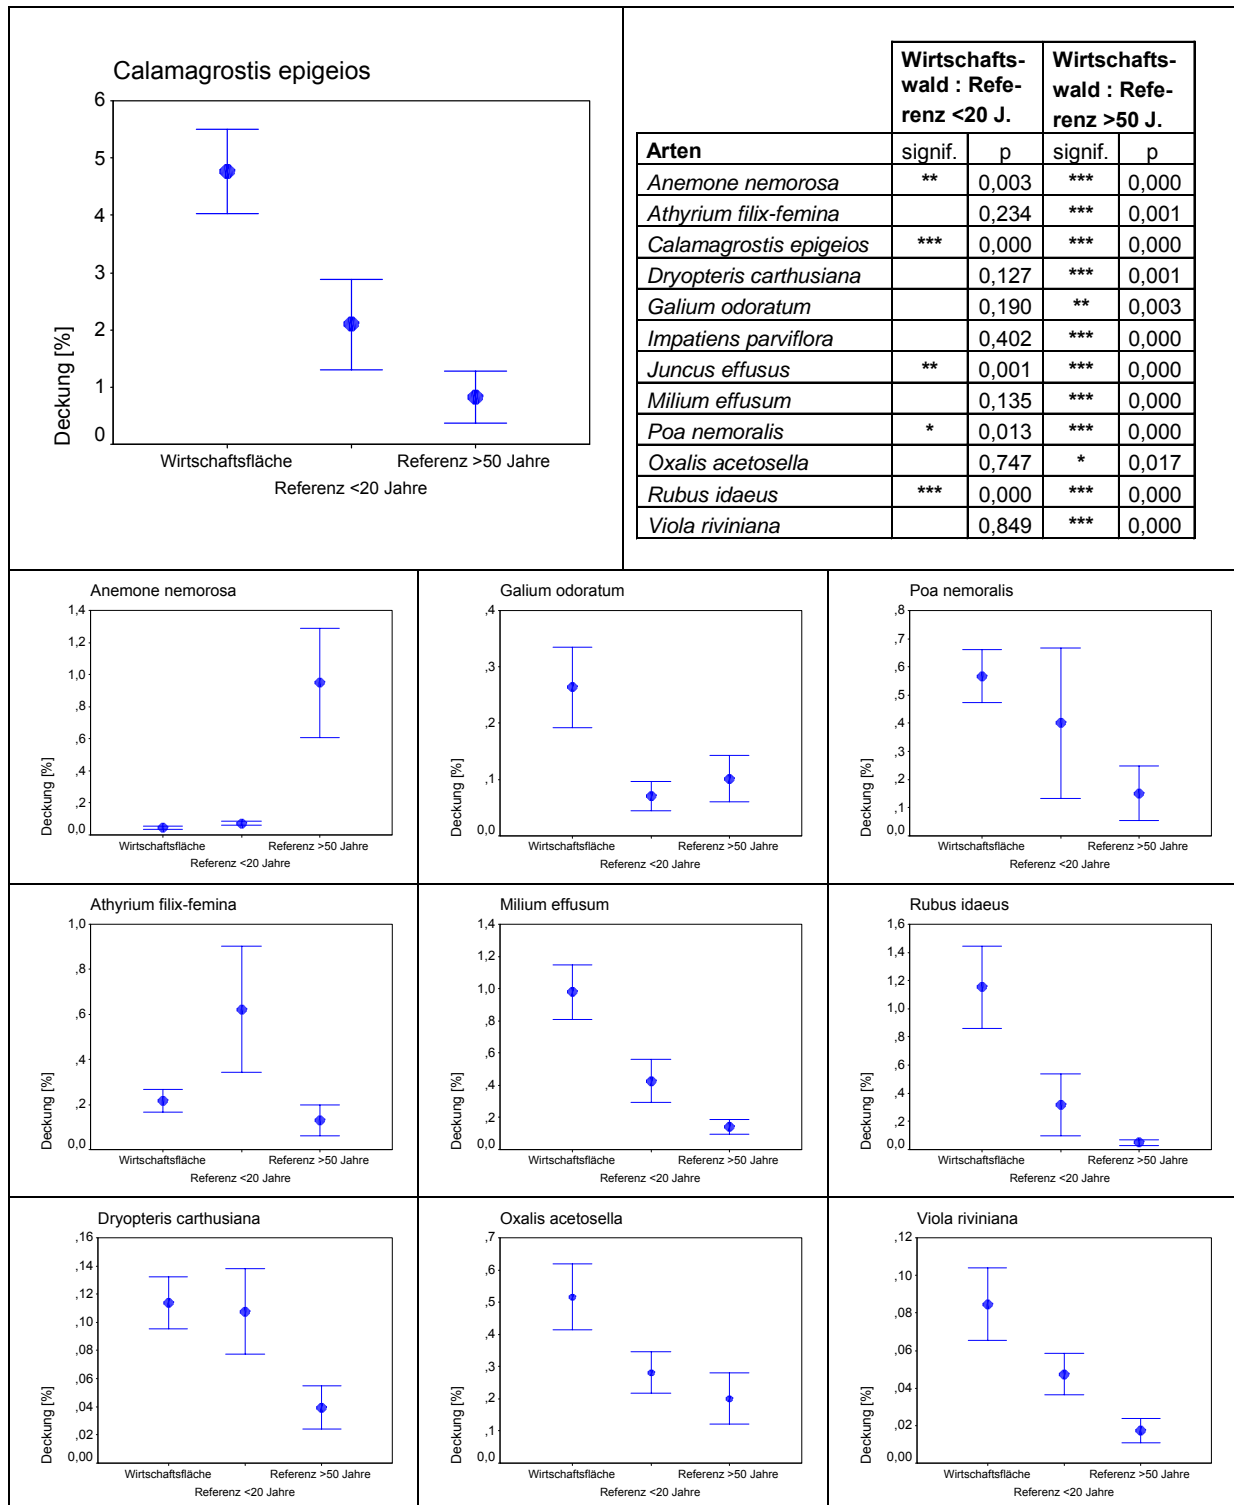 Calamagrostis epigeios
6
5
4
3
2
1
0
Deckung [%]
Wirtschaftsfläche
Referenz >50 Jahre
Referenz <20 Jahre
Wirtschafts-
wald : Refe-
renz <20 J.
Wirtschafts-
wald : Refe-
renz >50 J.
Arten signif. p signif. p
Anemone nemorosa ** 0,003 *** 0,000
Athyrium filix-femina 0,234 *** 0,001
Calamagrostis epigeios *** 0,000 *** 0,000
Dryopteris carthusiana 0,127 *** 0,001
Galium odoratum 0,190 ** 0,003
Impatiens parviflora 0,402 *** 0,000
Juncus effusus ** 0,001 *** 0,000
Milium effusum 0,135 *** 0,000
Poa nemoralis * 0,013 *** 0,000
Oxalis acetosella 0,747 * 0,017
Rubus idaeus *** 0,000 *** 0,000
Viola riviniana 0,849 *** 0,000
Anemone nemorosa
1,4
1,2
1,0
,8
,6
,4
,2
0,0
Deckung [%]
Wirtschaftsfläche
Referenz >50 Jahre
Referenz <20 Jahre
Galium odoratum
,4
,3
,2
,1
0,0
Deckung [%]
Wirtschaftsfläche
Referenz >50 Jahre
Referenz <20 Jahre
Poa nemoralis
,8
,7
,6
,5
,4
,3
,2
,1
0,0
Deckung [%]
Wirtschaftsfläche
Referenz >50 Jahre
Referenz <20 Jahre
Athyrium filix-femina
1,0
,8
,6
,4
,2
0,0
Deckung [%]
Wirtschaftsfläche
Referenz >50 Jahre
Referenz <20 Jahre
Milium effusum
1,4
1,2
1,0
,8
,6
,4
,2
0,0
Deckung [%]
Wirtschaftsfläche
Referenz >50 Jahre
Referenz <20 Jahre
Rubus idaeus
1,6
1,4
1,2
1,0
,8
,6
,4
,2
0,0
Deckung [%]
Wirtschaftsfläche
Referenz >50 Jahre
Referenz <20 Jahre
Dryopteris carthusiana
,16
,14
,12
,10
,08
,06
,04
,02
0,00
Deckung [%]
Wirtschaftsfläche
Referenz >50 Jahre
Referenz <20 Jahre
Oxalis acetosella
,7
,6
,5
,4
,3
,2
,1
0,0
Deckung [%]
Wirtschaftsfläche
Referenz >50 Jahre
Referenz <20 Jahre
Viola riviniana
,12
,10
,08
,06
,04
,02
0,00
Deckung [%]
Wirtschaftsfläche
Referenz >50 Jahre
Referenz <20 Jahre